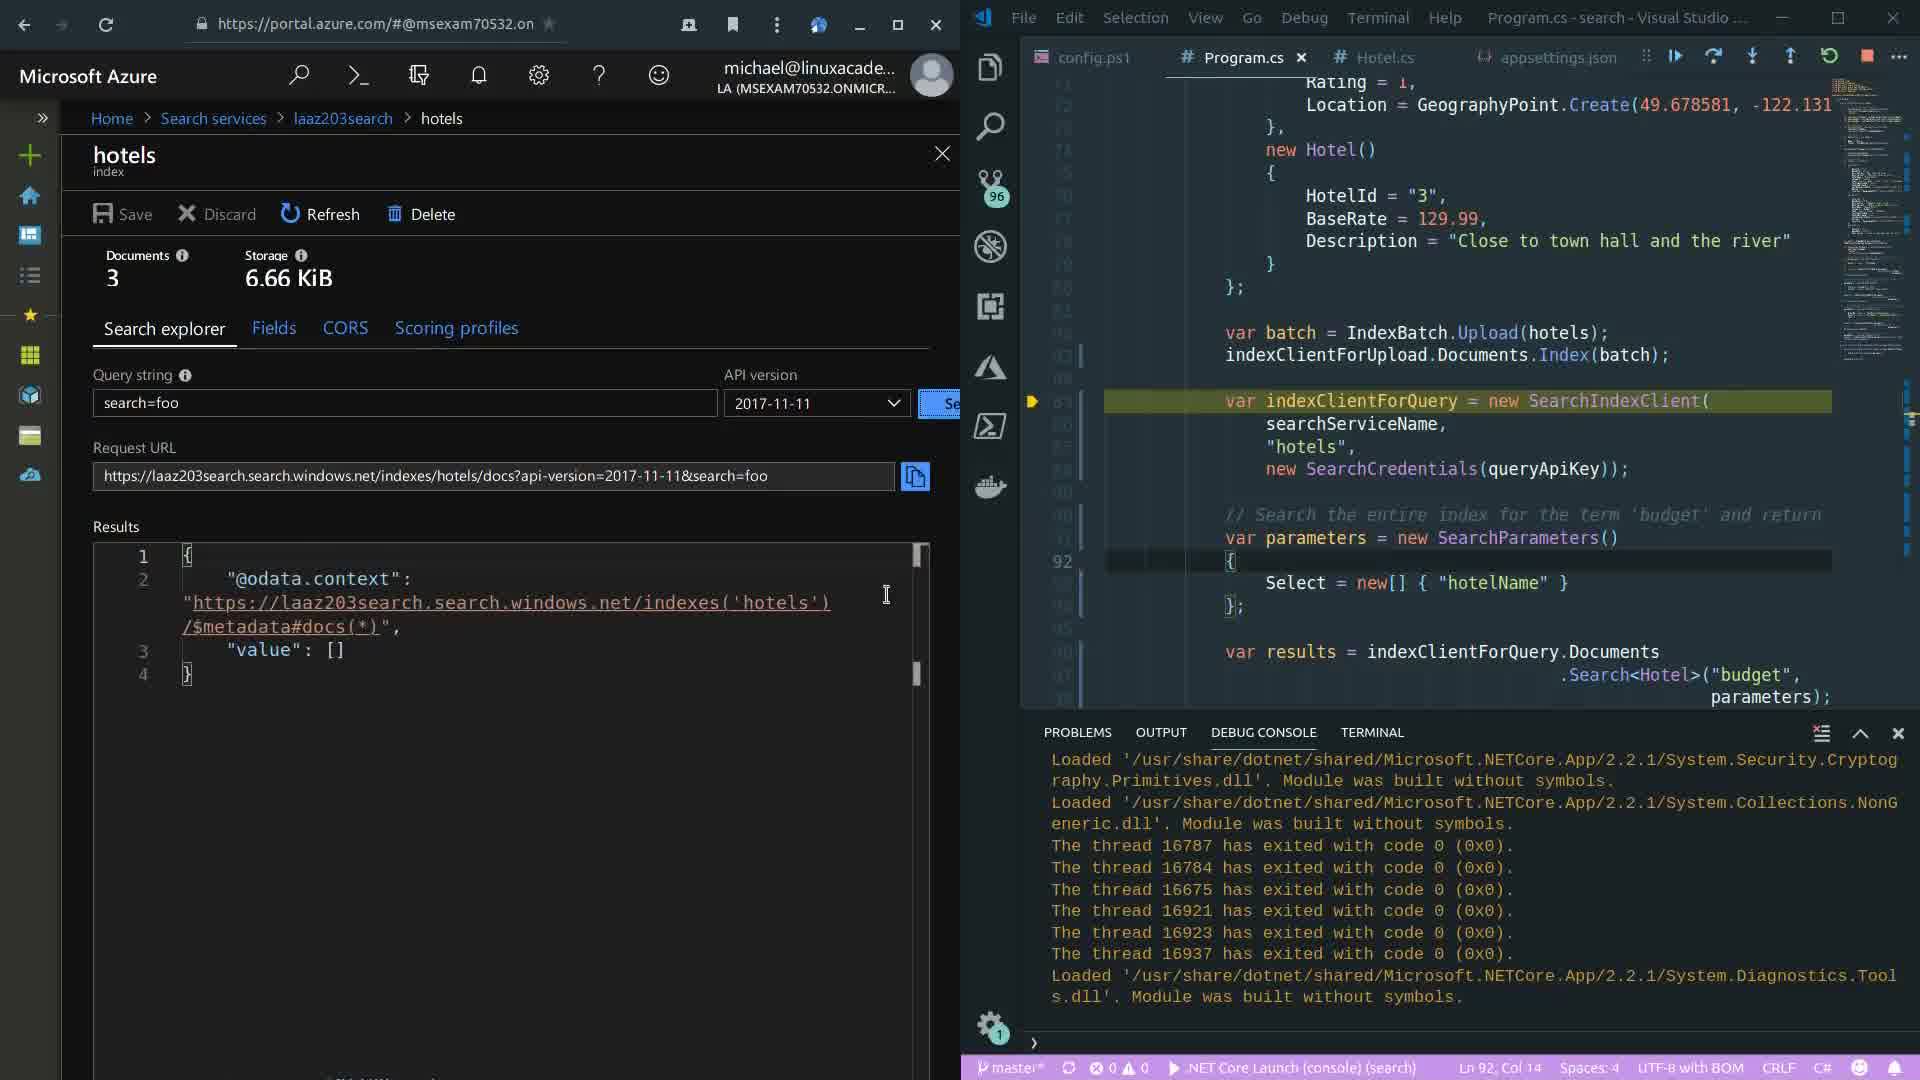 https://portal.azure.com/#@msexam70532.on
Microsoft Azure
michael@linuxacade...
LA (MSEXAM70532.ONMICR...
Home > Search services > laaz203search > hotels
hotels
index
Save Discard Refresh Delete
Documents Storage
3 6.66 KiB
Search explorer Fields CORS Scoring profiles
Query string API version
search=foo 2017-11-11 Se
Request URL
https://laaz203search.search.windows.net/indexes/hotels/docs?api-version=2017-11-11&search=foo
Results
1 {
2 "@odata.context":
"https://laaz203search.search.windows.net/indexes('hotels')
/$metadata#docs(*)",
3 "value": []
4 }
File Edit Selection View Go Debug Terminal Help Program.cs - search - Visual Studio ...
config.ps1 # Program.cs # Hotel.cs appsettings.json
96
Rating = 1,
Location = GeographyPoint.Create(49.678581, -122.131
},
new Hotel()
{
HotelId = "3",
BaseRate = 129.99,
Description = "Close to town hall and the river"
}
};
var batch = IndexBatch.Upload(hotels);
indexClientForUpload.Documents.Index(batch);
var indexClientForQuery = new SearchIndexClient(
searchServiceName,
"hotels",
new SearchCredentials(queryApiKey));
// Search the entire index for the term 'budget' and return
var parameters = new SearchParameters()
92 {
Select = new[] { "hotelName" }
};
var results = indexClientForQuery.Documents
.Search<Hotel>("budget",
parameters);
PROBLEMS OUTPUT DEBUG CONSOLE TERMINAL
Loaded '/usr/share/dotnet/shared/Microsoft.NETCore.App/2.2.1/System.Security.Cryptog
raphy.Primitives.dll'. Module was built without symbols.
Loaded '/usr/share/dotnet/shared/Microsoft.NETCore.App/2.2.1/System.Collections.NonG
eneric.dll'. Module was built without symbols.
The thread 16787 has exited with code 0 (0x0).
The thread 16784 has exited with code 0 (0x0).
The thread 16675 has exited with code 0 (0x0).
The thread 16921 has exited with code 0 (0x0).
The thread 16923 has exited with code 0 (0x0).
The thread 16937 has exited with code 0 (0x0).
Loaded '/usr/share/dotnet/shared/Microsoft.NETCore.App/2.2.1/System.Diagnostics.Tool
s.dll'. Module was built without symbols.
1
master* 0 0 .NET Core Launch (console) (search) Ln 92, Col 14 Spaces: 4 UTF-8 with BOM CRLF C#